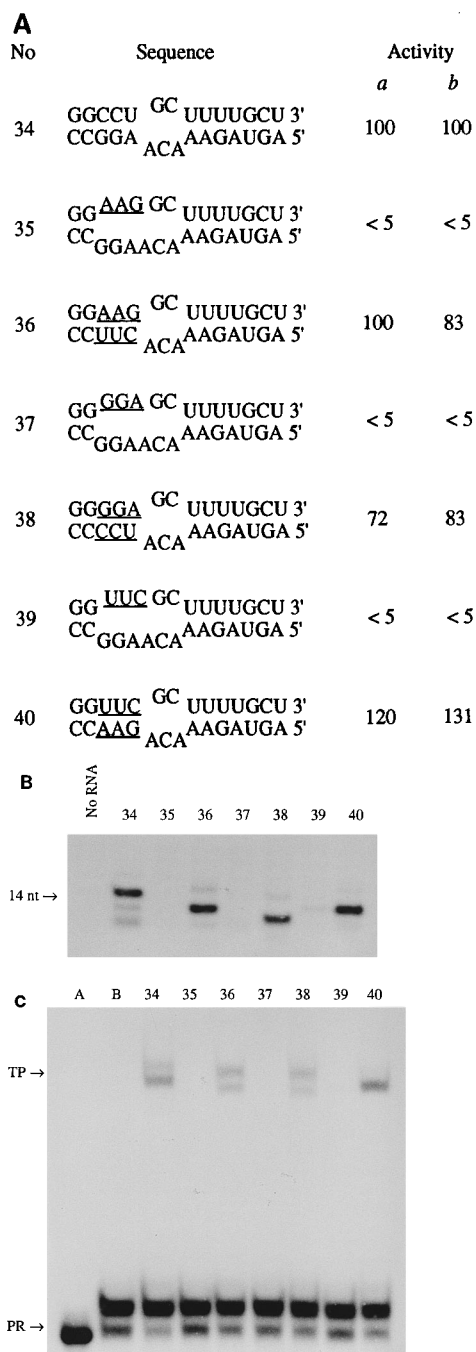 A
No Sequence Activity
a b
34 GGCCU GC UUUUGCU 3' 100 100
CCGGA ACA AAGAUGA 5'
35 GG AAG GC UUUUGCU 3' < 5 < 5
CC GGAACA AAGAUGA 5'
36 GGAAG GC UUUUGCU 3' 100 83
CCUUC ACA AAGAUGA 5'
37 GG GGA GC UUUUGCU 3' < 5 < 5
CC GGAACA AAGAUGA 5'
38 GGGGA GC UUUUGCU 3' 72 83
CCCCU ACA AAGAUGA 5'
39 GG UUC GC UUUUGCU 3' < 5 < 5
CC GGAACA AAGAUGA 5'
40 GGUUC GC UUUUGCU 3' 120 131
CCAAG ACA AAGAUGA 5'
B
No RNA 34 35 36 37 38 39 40
14 nt →
C
A B 34 35 36 37 38 39 40
TP →
PR →